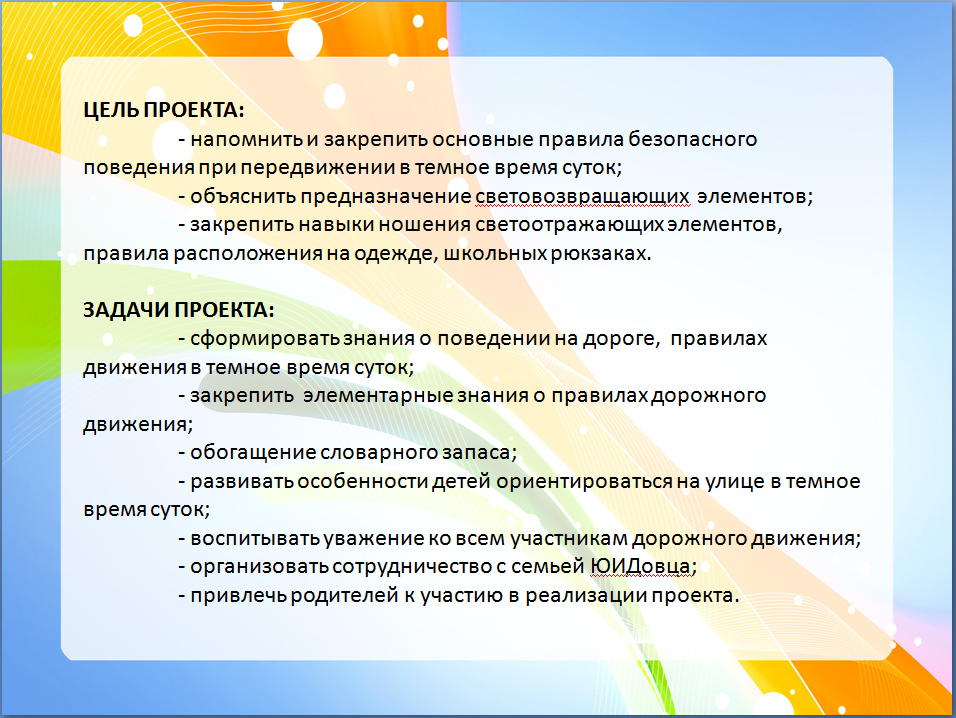 ЦЕЛЬ ПРОЕКТА:
- напомнить и закрепить основные правила безопасного
поведения при передвижении в темное время суток;
- объяснить предназначение световозвращающих элементов;
- закрепить навыки ношения светоотражающих элементов,
правила расположения на одежде, школьных рюкзаках.
ЗАДАЧИ ПРОЕКТА:
- сформировать знания о поведении на дороге, правилах
движения в темное время суток;
- закрепить элементарные знания о правилах дорожного
движения;
- обогащение словарного запаса;
- развивать особенности детей ориентироваться на улице в темное
время суток;
- воспитывать уважение ко всем участникам дорожного движения;
- организовать сотрудничество с семьей ЮИДовца;
- привлечь родителей к участию в реализации проекта.